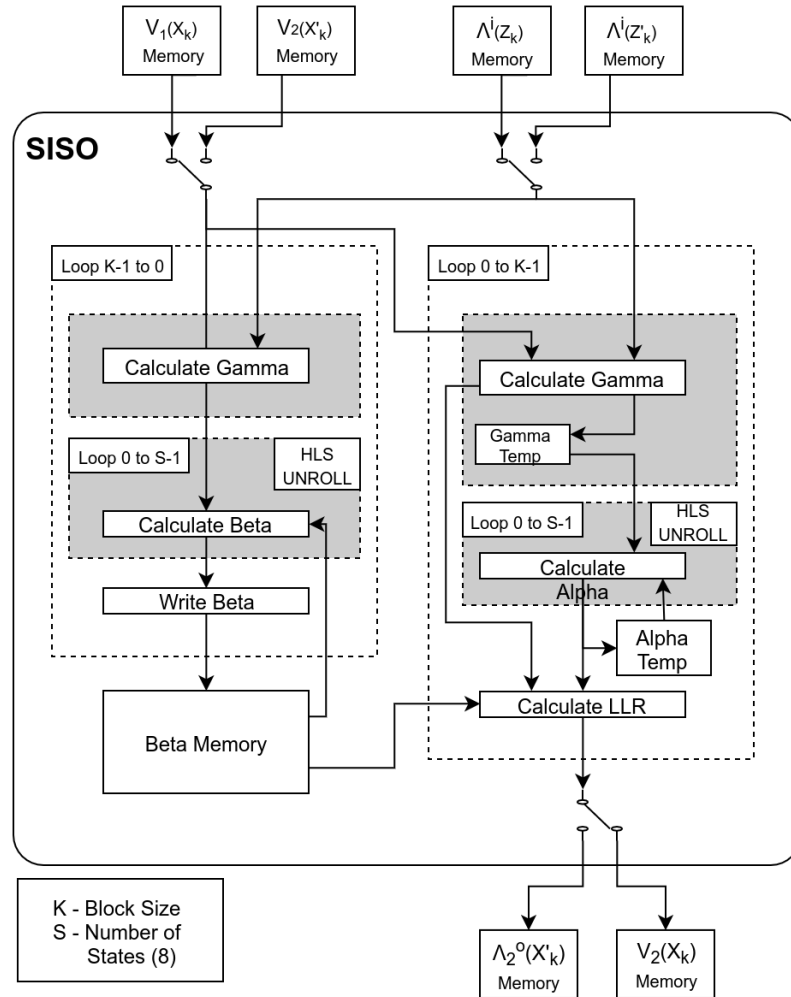 V₁(Xₖ)
Memory
V₂(X'ₖ)
Memory
Λⁱ(Zₖ)
Memory
Λⁱ(Z'ₖ)
Memory
SISO
Loop K-1 to 0
Loop 0 to K-1
Calculate Gamma
Calculate Gamma
Gamma
Temp
Loop 0 to S-1
HLS
UNROLL
Loop 0 to S-1
HLS
UNROLL
Calculate Beta
Calculate
Alpha
Write Beta
Alpha
Temp
Beta Memory
Calculate LLR
K - Block Size
S - Number of
States (8)
Λ₂ᵒ(X'ₖ)
Memory
V₂(Xₖ)
Memory